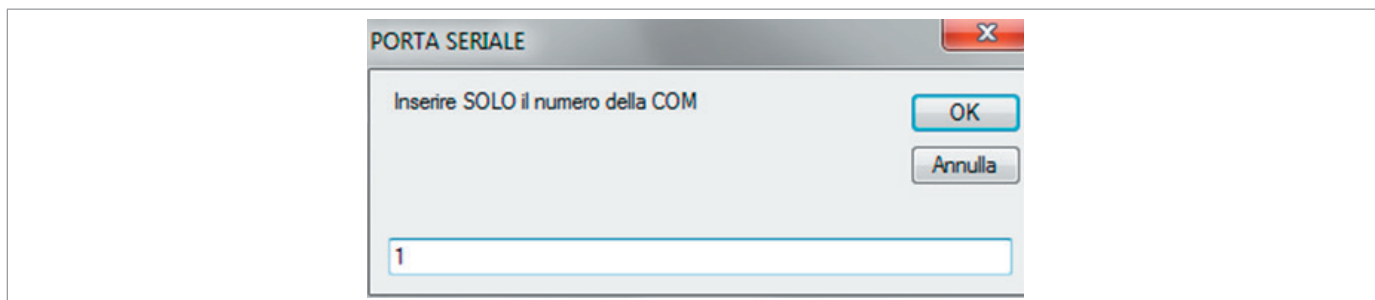 PORTA SERIALE
Inserire SOLO il numero della COM
OK
Annulla
1